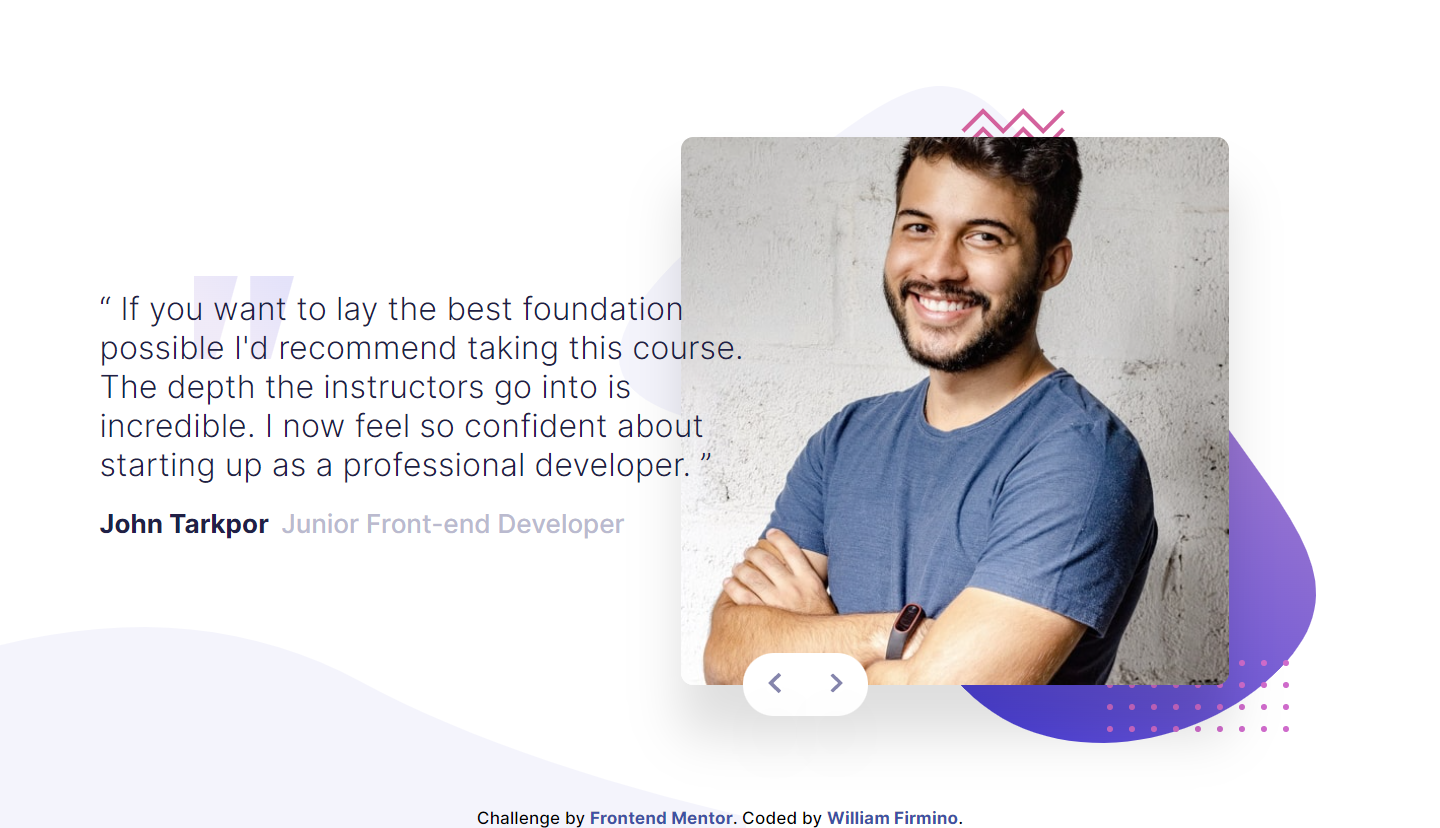 “ If you want to lay the best foundation
possible I'd recommend taking this course.
The depth the instructors go into is
incredible. I now feel so confident about
starting up as a professional developer. ”
John Tarkpor Junior Front-end Developer
Challenge by Frontend Mentor. Coded by William Firmino.